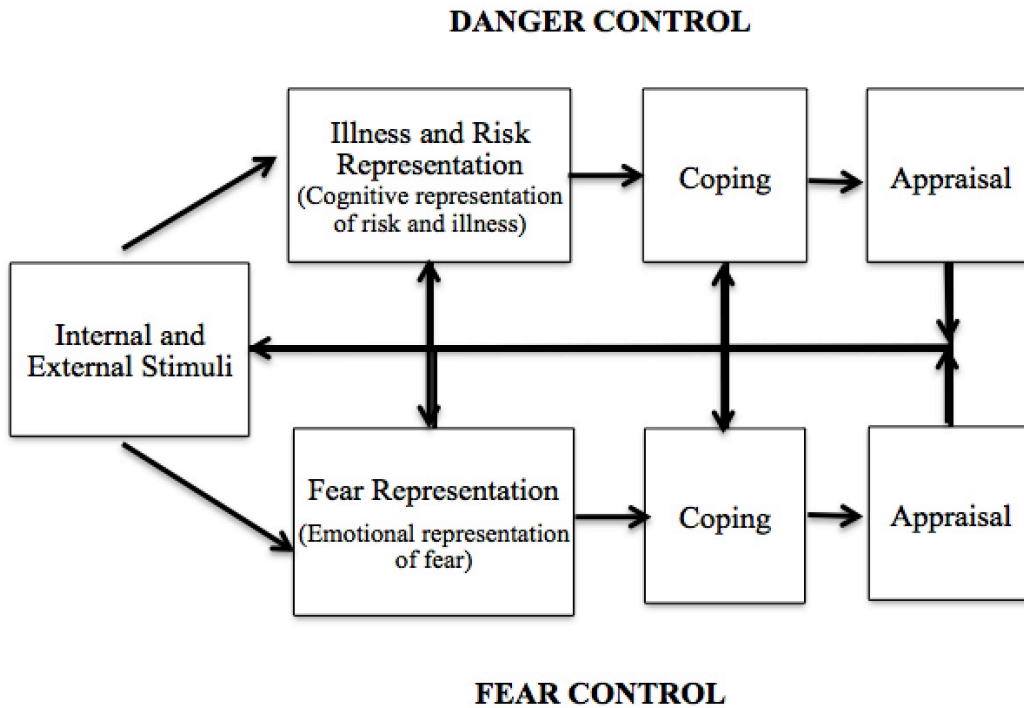 DANGER CONTROL
Illness and Risk
Representation
(Cognitive representation
of risk and illness)
Coping
Appraisal
Internal and
External Stimuli
Fear Representation
(Emotional representation
of fear)
Coping
Appraisal
FEAR CONTROL